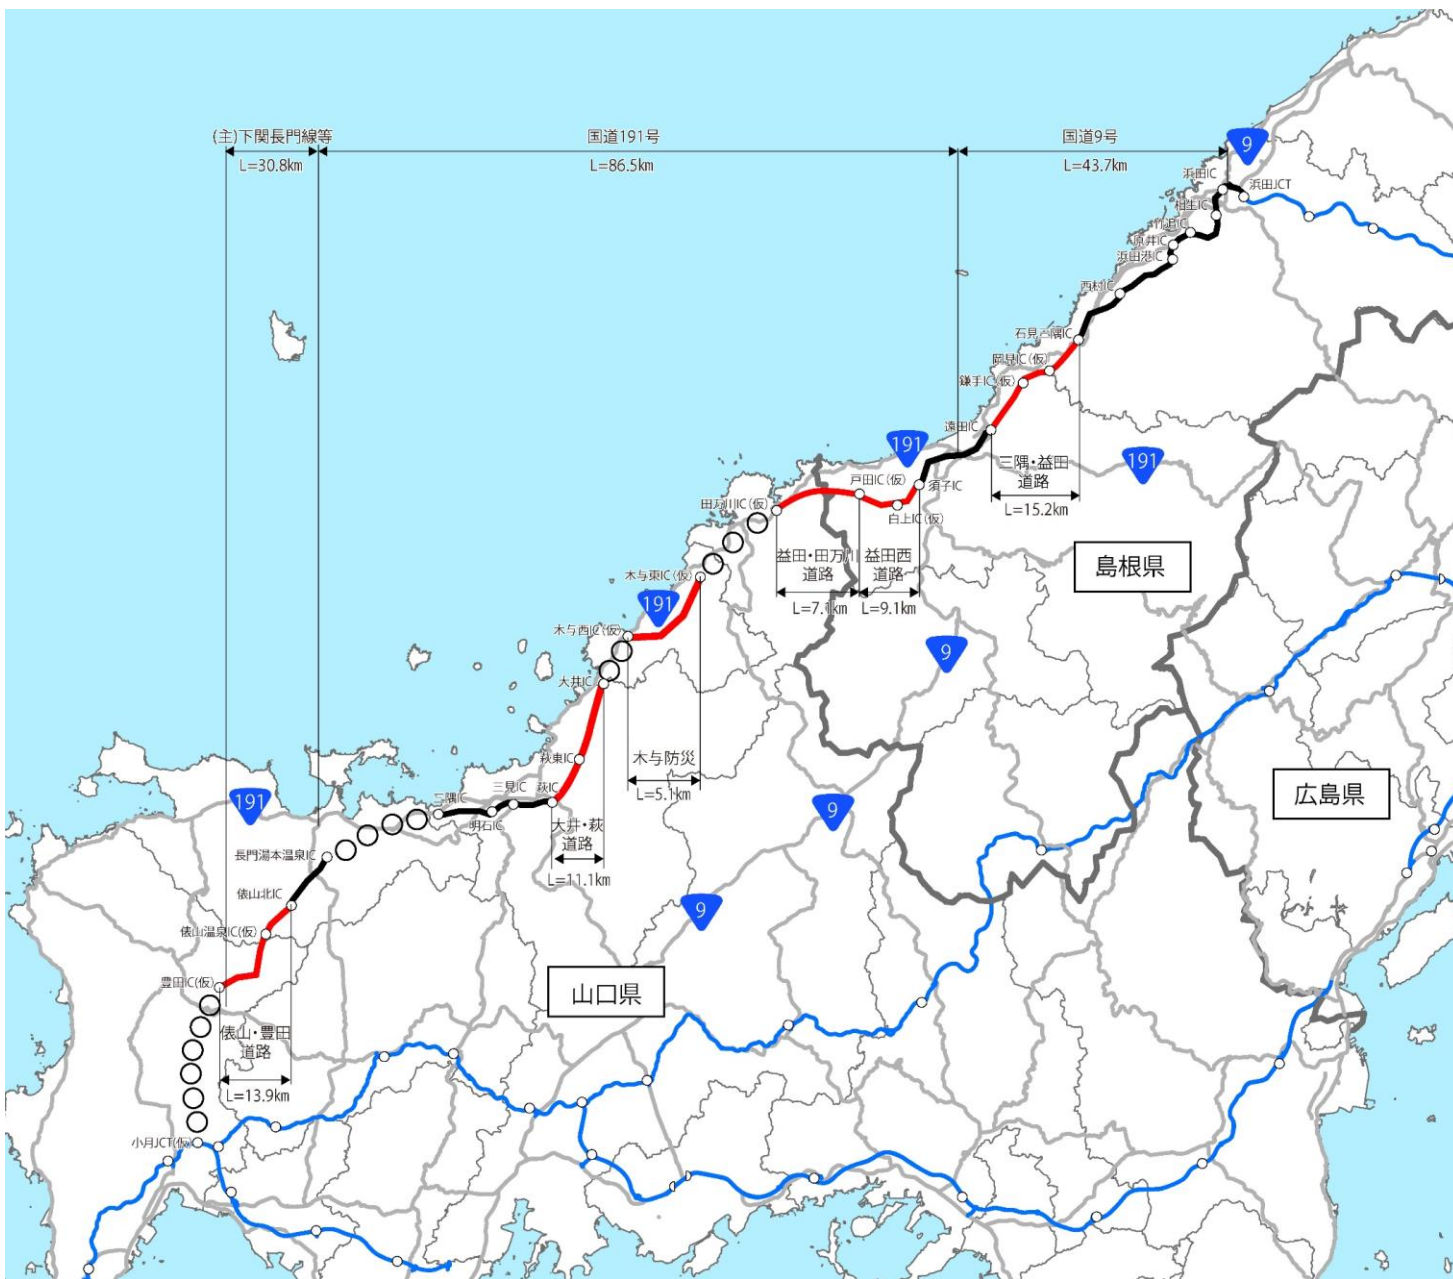 (主)下関長門線等
L=30.8km
国道191号
L=86.5km
国道9号
L=43.7km
9
浜田IC
浜田JCT
相生IC
竹迫IC
原井IC
浜田港IC
西村IC
石見三隅IC
岡見IC(仮)
鎌手IC(仮)
遠田IC
191
191
三隅・益田
道路
L=15.2km
戸田IC(仮)
須子IC
白上IC(仮)
田万川IC(仮)
益田・田万川
道路
L=7.1km
益田西
道路
L=9.1km
島根県
木与東IC(仮)
191
木与西IC(仮)
9
大井IC
木与防災
L=5.1km
萩東IC
三見IC
萩IC
三隅IC
明石IC
大井・萩
道路
L=11.1km
9
広島県
191
長門湯本温泉IC
俵山北IC
9
俵山温泉IC(仮)
豊田IC(仮)
山口県
俵山・豊田
道路
L=13.9km
小月JCT(仮)